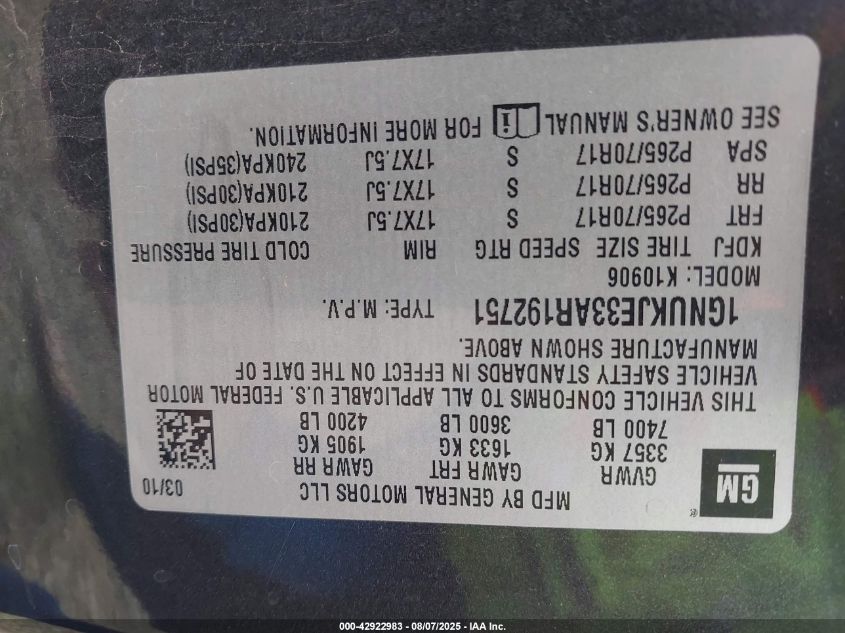 GM
®
MFD BY GENERAL MOTORS LLC 03/10
GVWR GAWR FRT GAWR RR
3357 KG 1633 KG 1905 KG
7400 LB 3600 LB 4200 LB
THIS VEHICLE CONFORMS TO ALL APPLICABLE U.S. FEDERAL MOTOR
VEHICLE SAFETY STANDARDS IN EFFECT ON THE DATE OF
MANUFACTURE SHOWN ABOVE.
1GNUKJE33AR192751 TYPE: M.P.V.
MODEL: K10906
KDFJ TIRE SIZE SPEED RTG RIM COLD TIRE PRESSURE
FRT P265/70R17 S 17X7.5J 210KPA(30PSI)
RR P265/70R17 S 17X7.5J 210KPA(30PSI)
SPA P265/70R17 S 17X7.5J 240KPA(35PSI)
SEE OWNER'S MANUAL i FOR MORE INFORMATION.
000-42922983 - 08/07/2025 - IAA Inc.